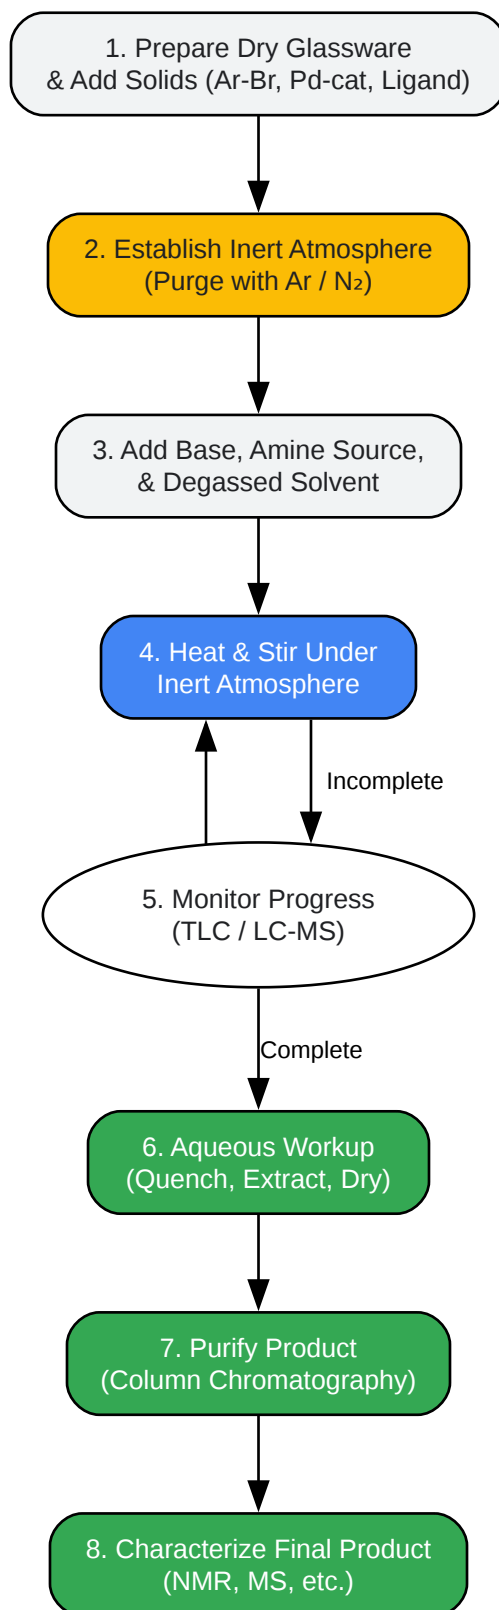 1. Prepare Dry Glassware
& Add Solids (Ar-Br, Pd-cat, Ligand)
2. Establish Inert Atmosphere
(Purge with Ar / N₂)
3. Add Base, Amine Source,
& Degassed Solvent
4. Heat & Stir Under
Inert Atmosphere
Incomplete
5. Monitor Progress
(TLC / LC-MS)
Complete
6. Aqueous Workup
(Quench, Extract, Dry)
7. Purify Product
(Column Chromatography)
8. Characterize Final Product
(NMR, MS, etc.)